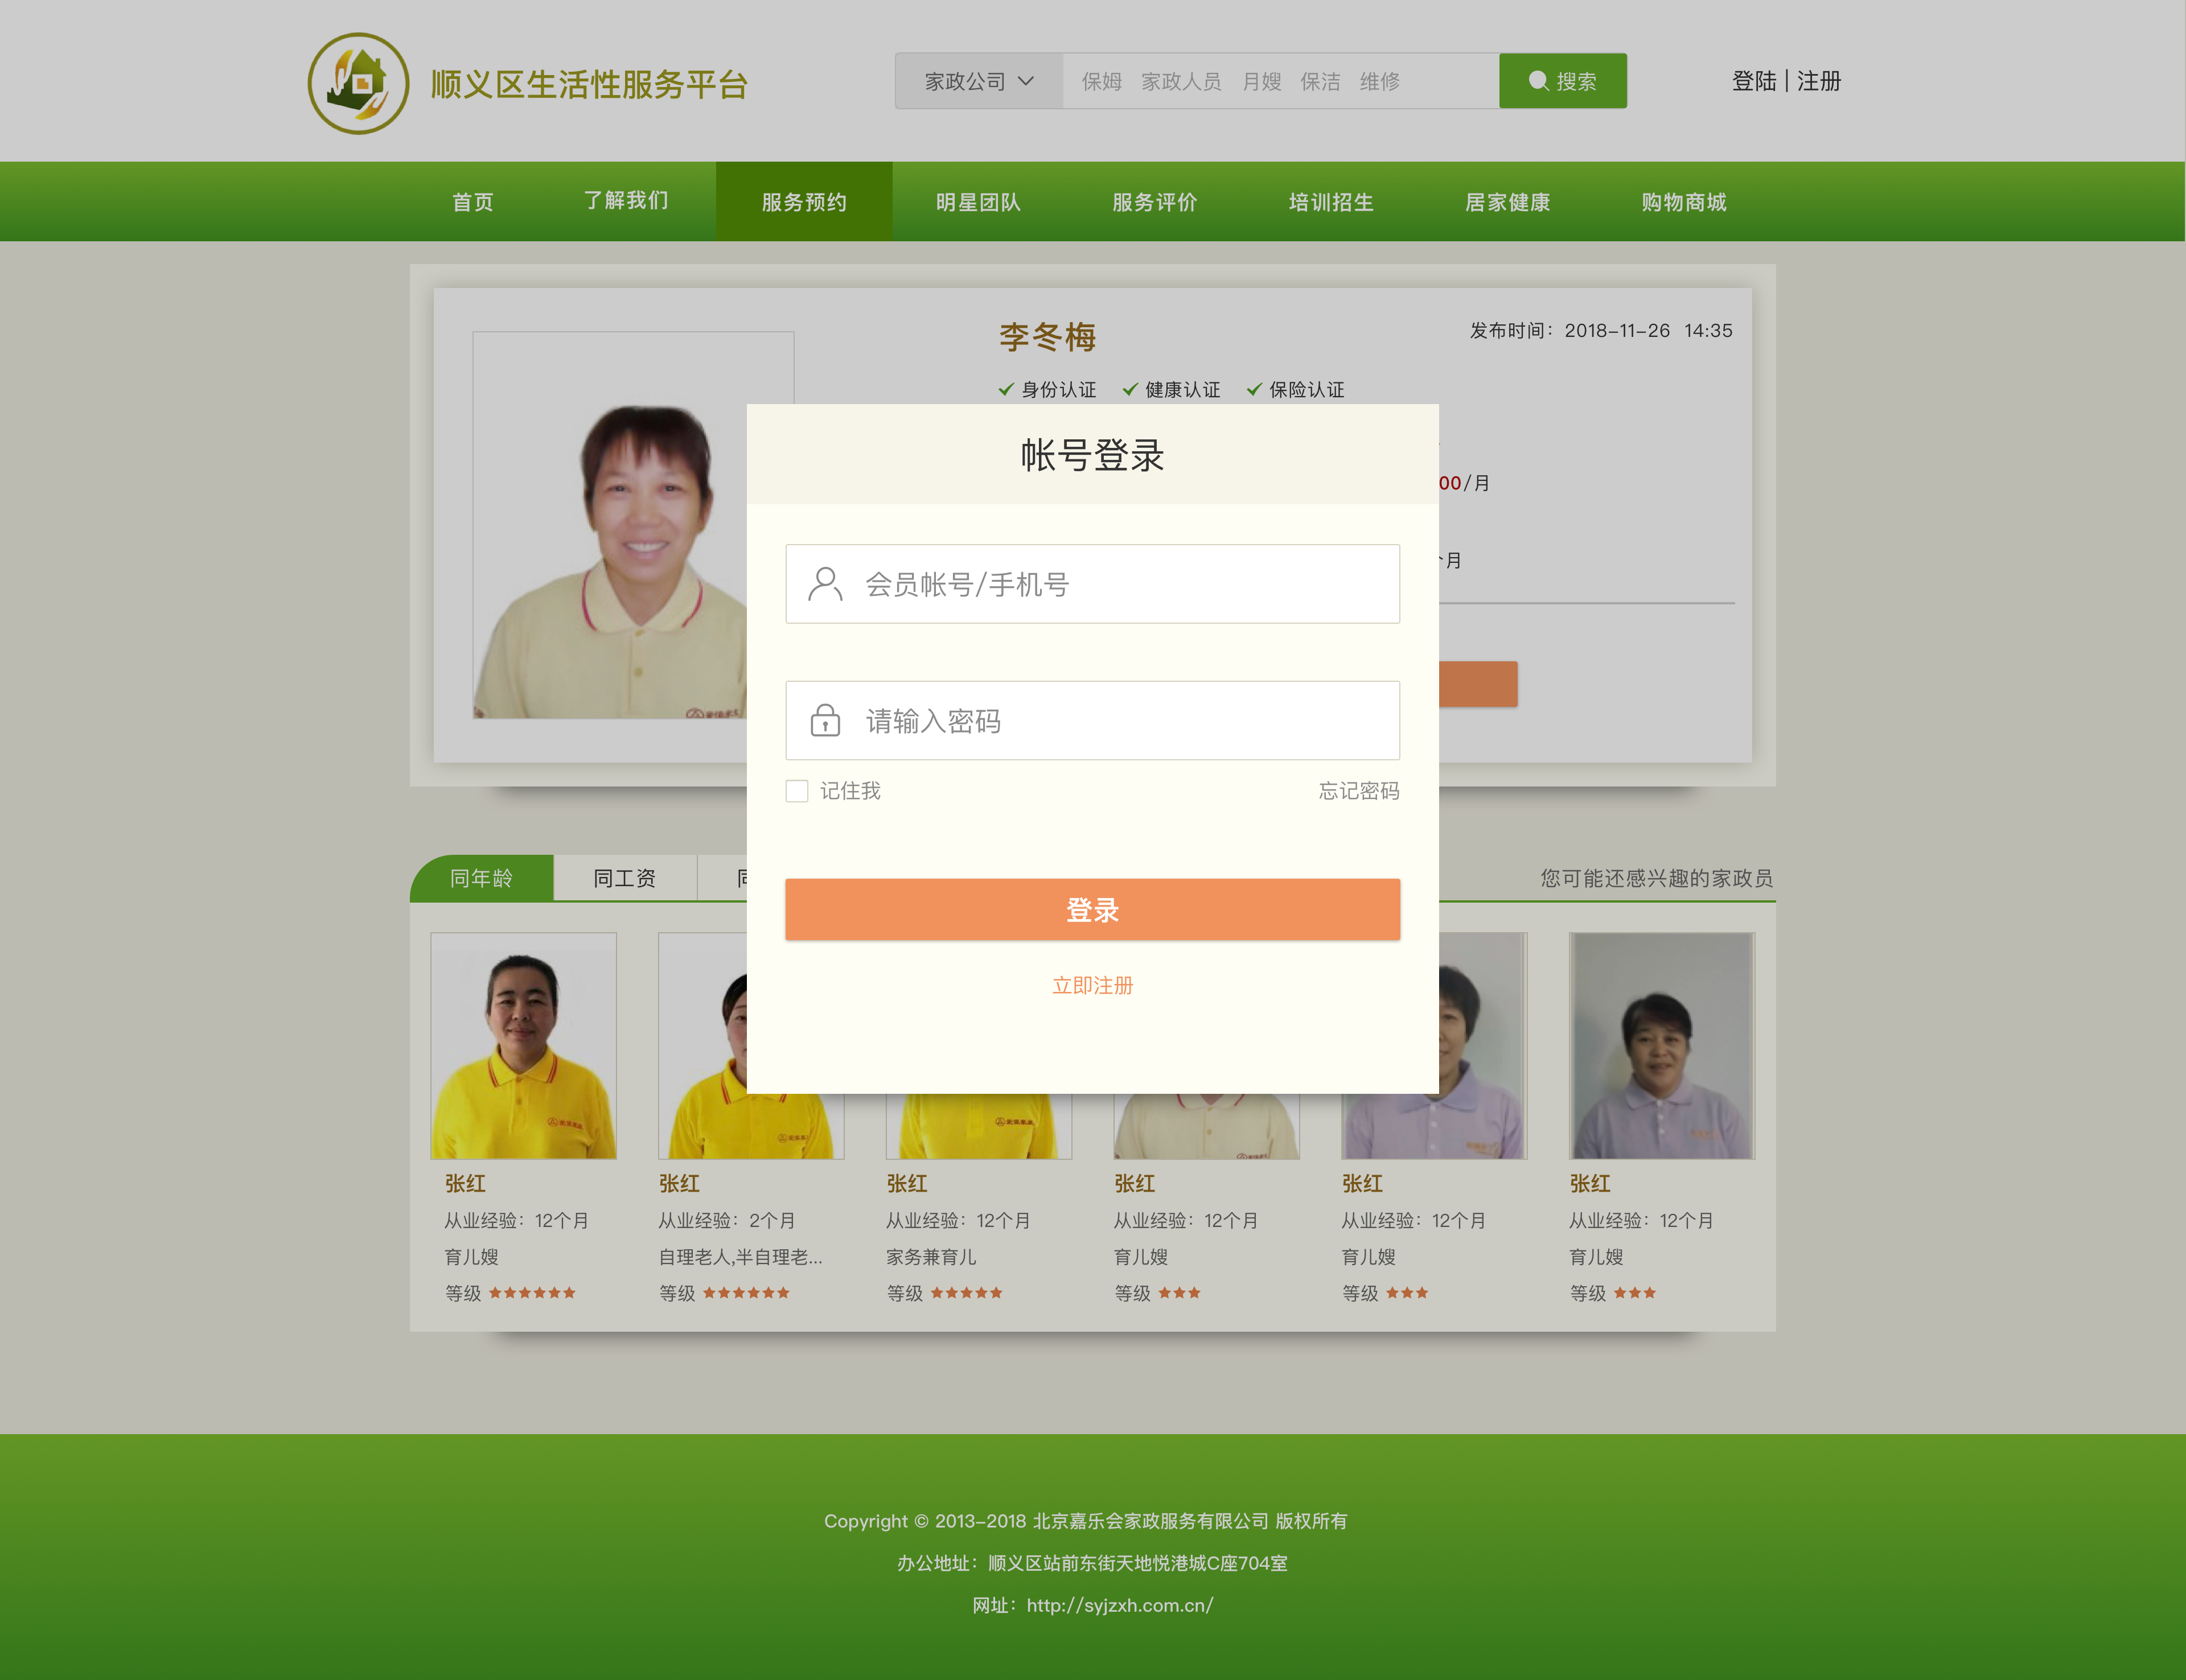 顺义区生活性服务平台
家政公司 保姆 家政人员 月嫂 保洁 维修 搜索
登陆 | 注册
首页 了解我们 服务预约 明星团队 服务评价 培训招生 居家健康 购物商城
李冬梅
发布时间：2018-11-26 14:35
身份认证 健康认证 保险认证
00/月
月
帐号登录
会员帐号/手机号
请输入密码
记住我 忘记密码
登录
立即注册
同年龄 同工资
您可能还感兴趣的家政员
张红 张红 张红 张红 张红 张红
从业经验：12个月 从业经验：2个月 从业经验：12个月 从业经验：12个月 从业经验：12个月 从业经验：12个月
育儿嫂 自理老人,半自理老... 家务兼育儿 育儿嫂 育儿嫂 育儿嫂
等级 等级 等级 等级 等级 等级
Copyright © 2013-2018 北京嘉乐会家政服务有限公司 版权所有
办公地址：顺义区站前东街天地悦港城C座704室
网址：http://syjzxh.com.cn/